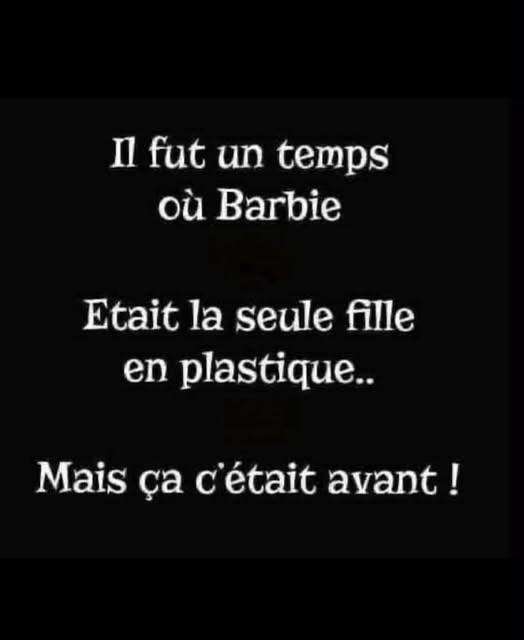 Il fut un temps
où Barbie
Etait la seule fille
en plastique..
Mais ça c'était avant !